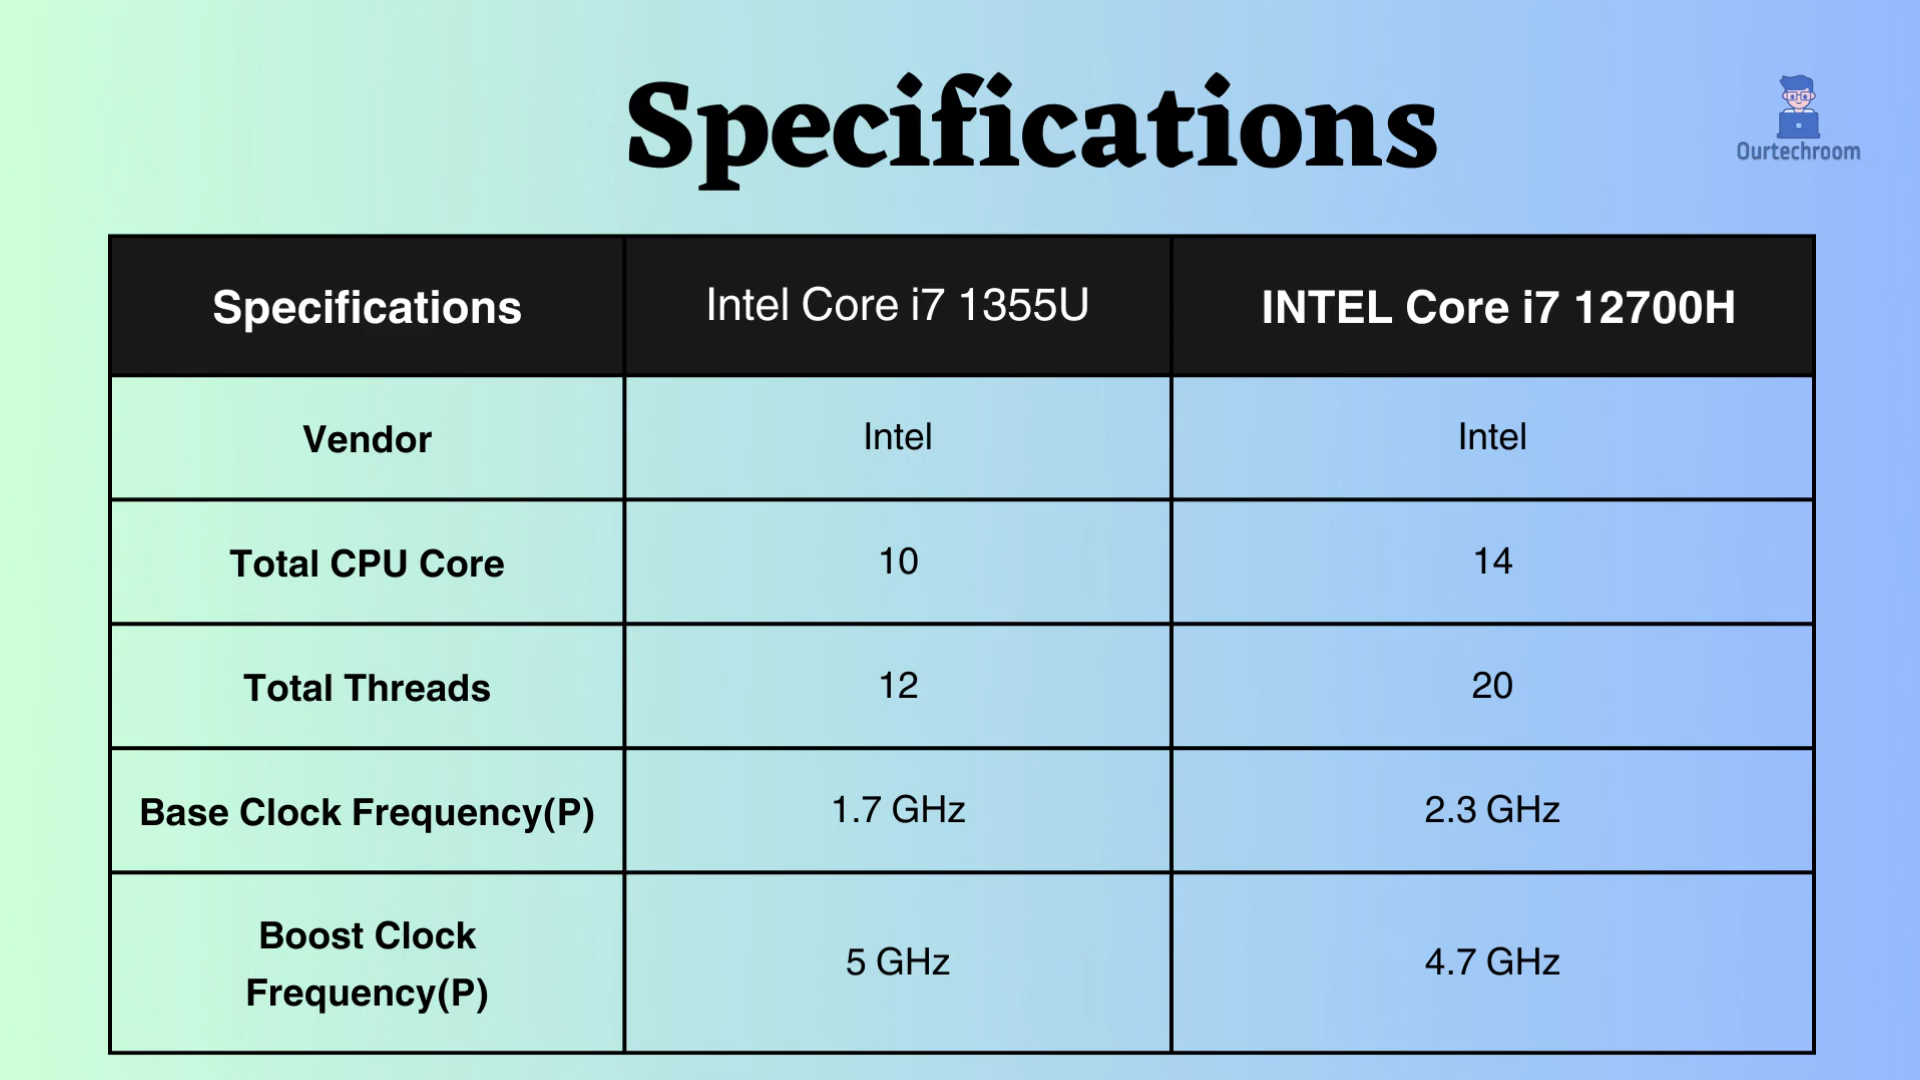 Specifications
Ourtechroom
Specifications Intel Core i7 1355U INTEL Core i7 12700H
Vendor Intel Intel
Total CPU Core 10 14
Total Threads 12 20
Base Clock Frequency(P) 1.7 GHz 2.3 GHz
Boost Clock
Frequency(P) 5 GHz 4.7 GHz